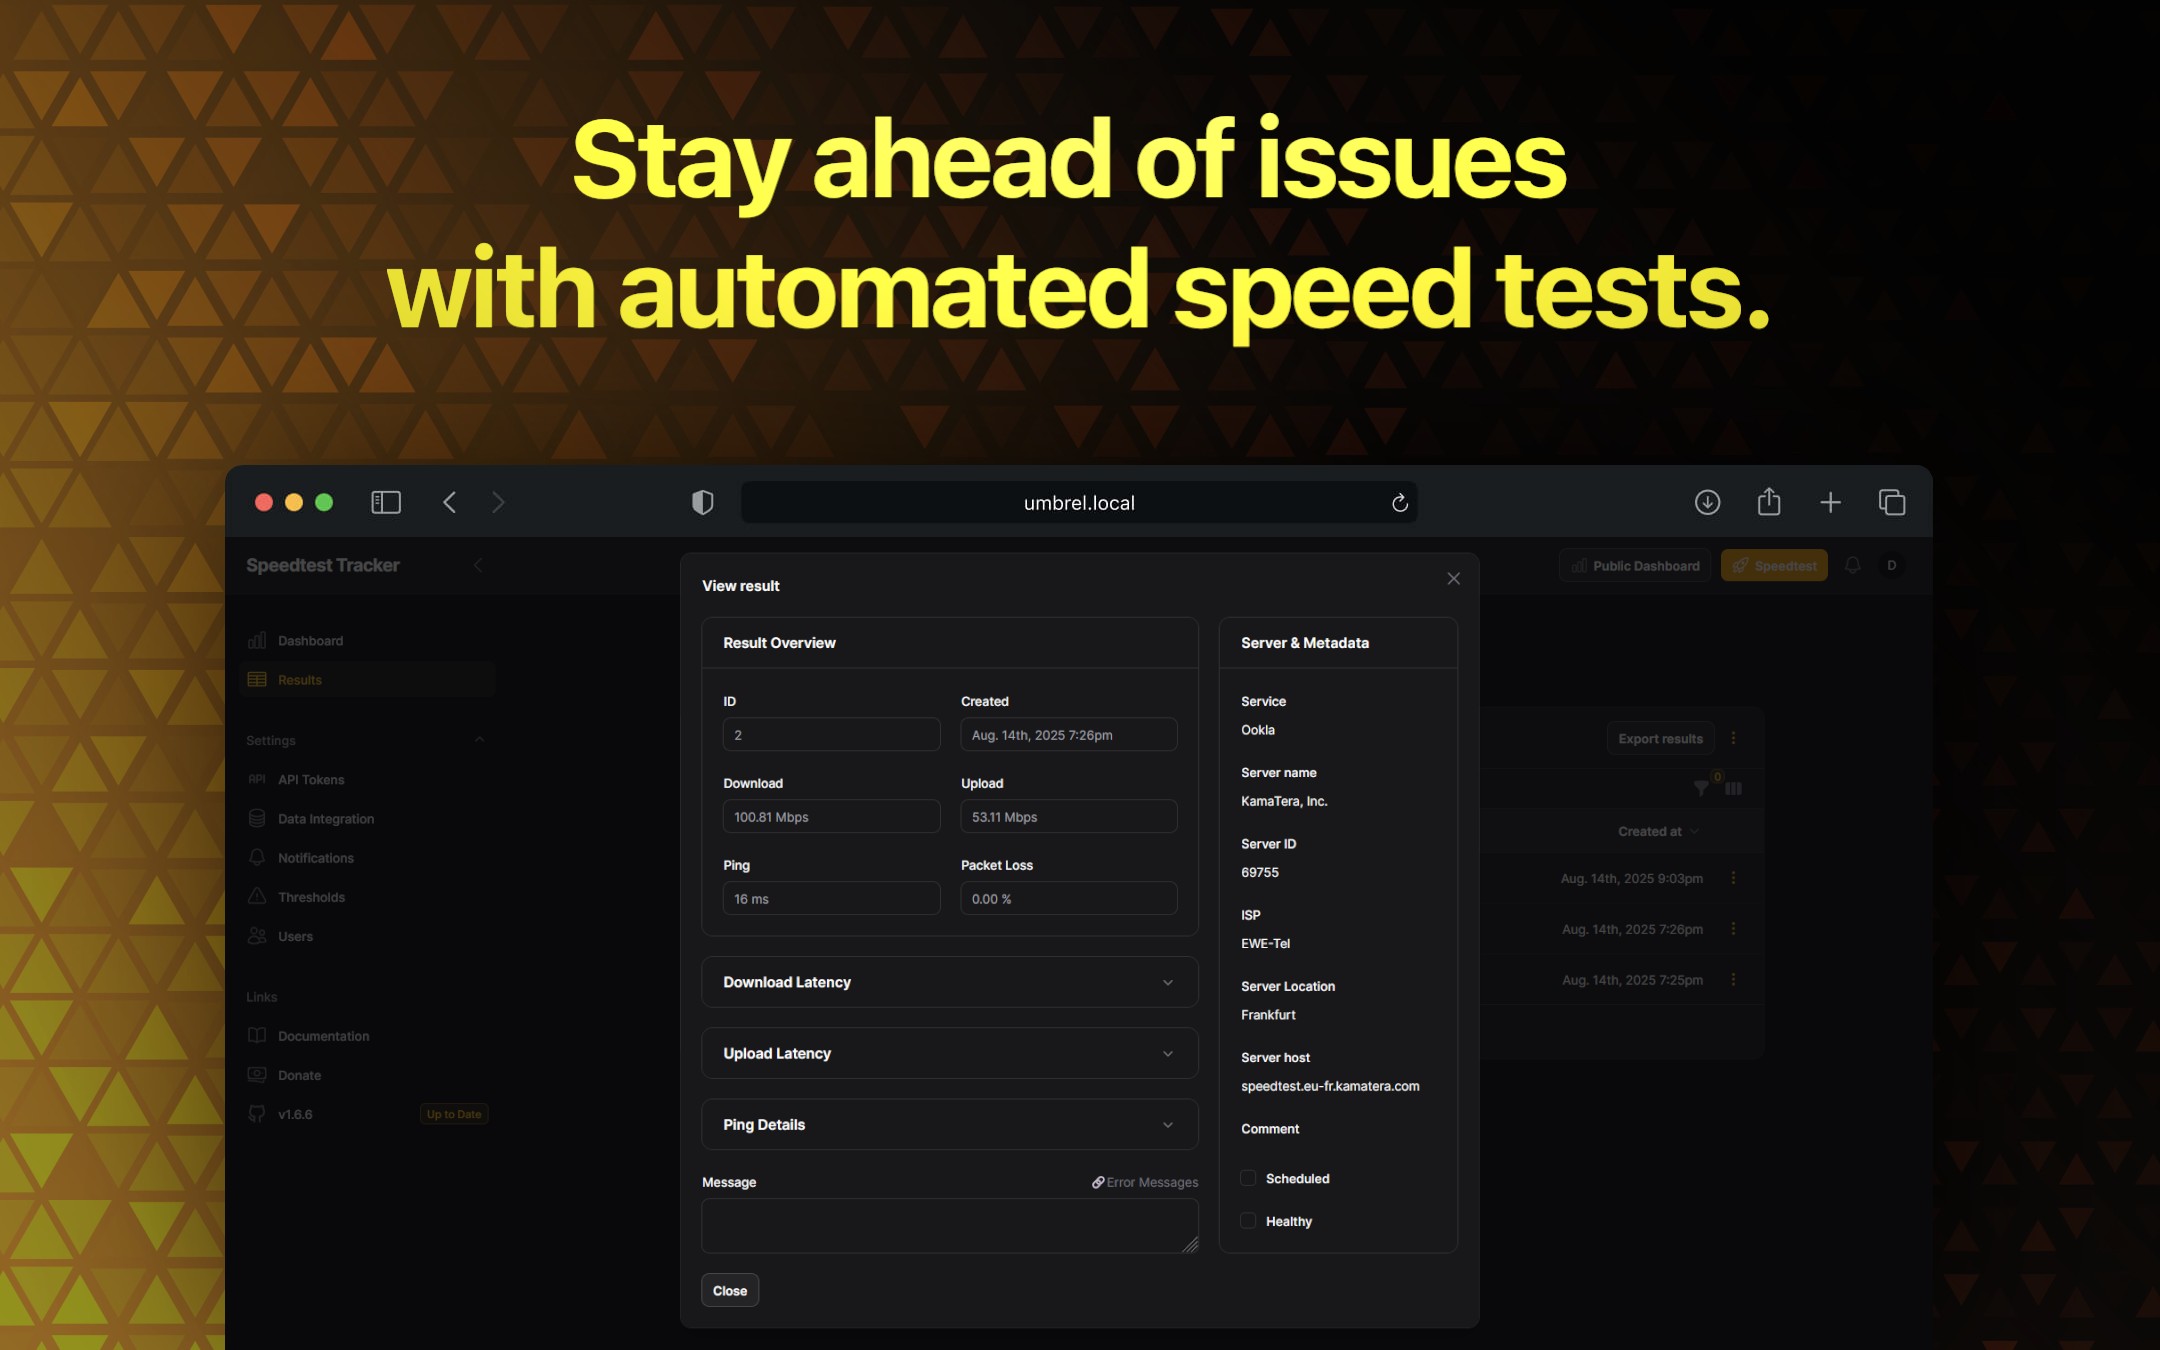 Stay ahead of issues
with automated speed tests.
umbrel.local
Speedtest Tracker
Public Dashboard
Speedtest
D
Dashboard
Results
Settings
API API Tokens
Data Integration
Notifications
Thresholds
Users
Links
Documentation
Donate
v1.6.6 Up to Date
View result
Result Overview
ID Created
2 Aug. 14th, 2025 7:26pm
Download Upload
100.81 Mbps 53.11 Mbps
Ping Packet Loss
16 ms 0.00 %
Download Latency
Upload Latency
Ping Details
Message Error Messages
Close
Server & Metadata
Service
Ookla
Server name
KamaTera, Inc.
Server ID
69755
ISP
EWE-Tel
Server Location
Frankfurt
Server host
speedtest.eu-fr.kamatera.com
Comment
Scheduled
Healthy
Export results
0
Created at
Aug. 14th, 2025 9:03pm
Aug. 14th, 2025 7:26pm
Aug. 14th, 2025 7:25pm